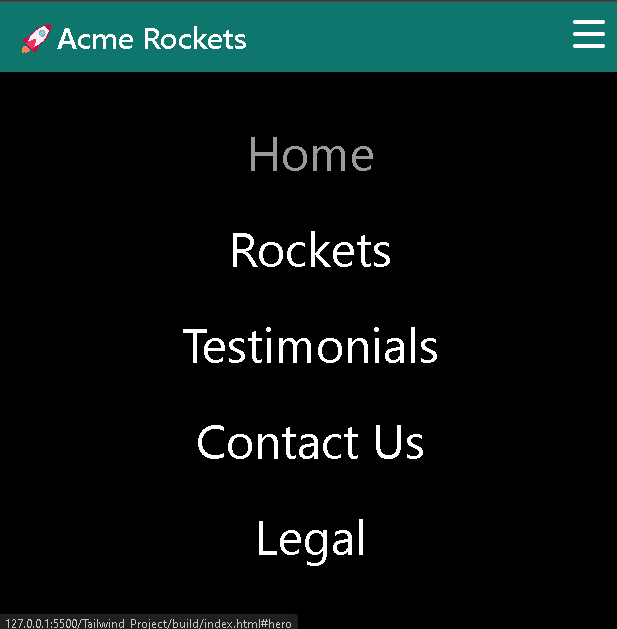 Acme Rockets
Home
Rockets
Testimonials
Contact Us
Legal
127.0.0.1:5500/Tailwind_Project/build/index.html#hero